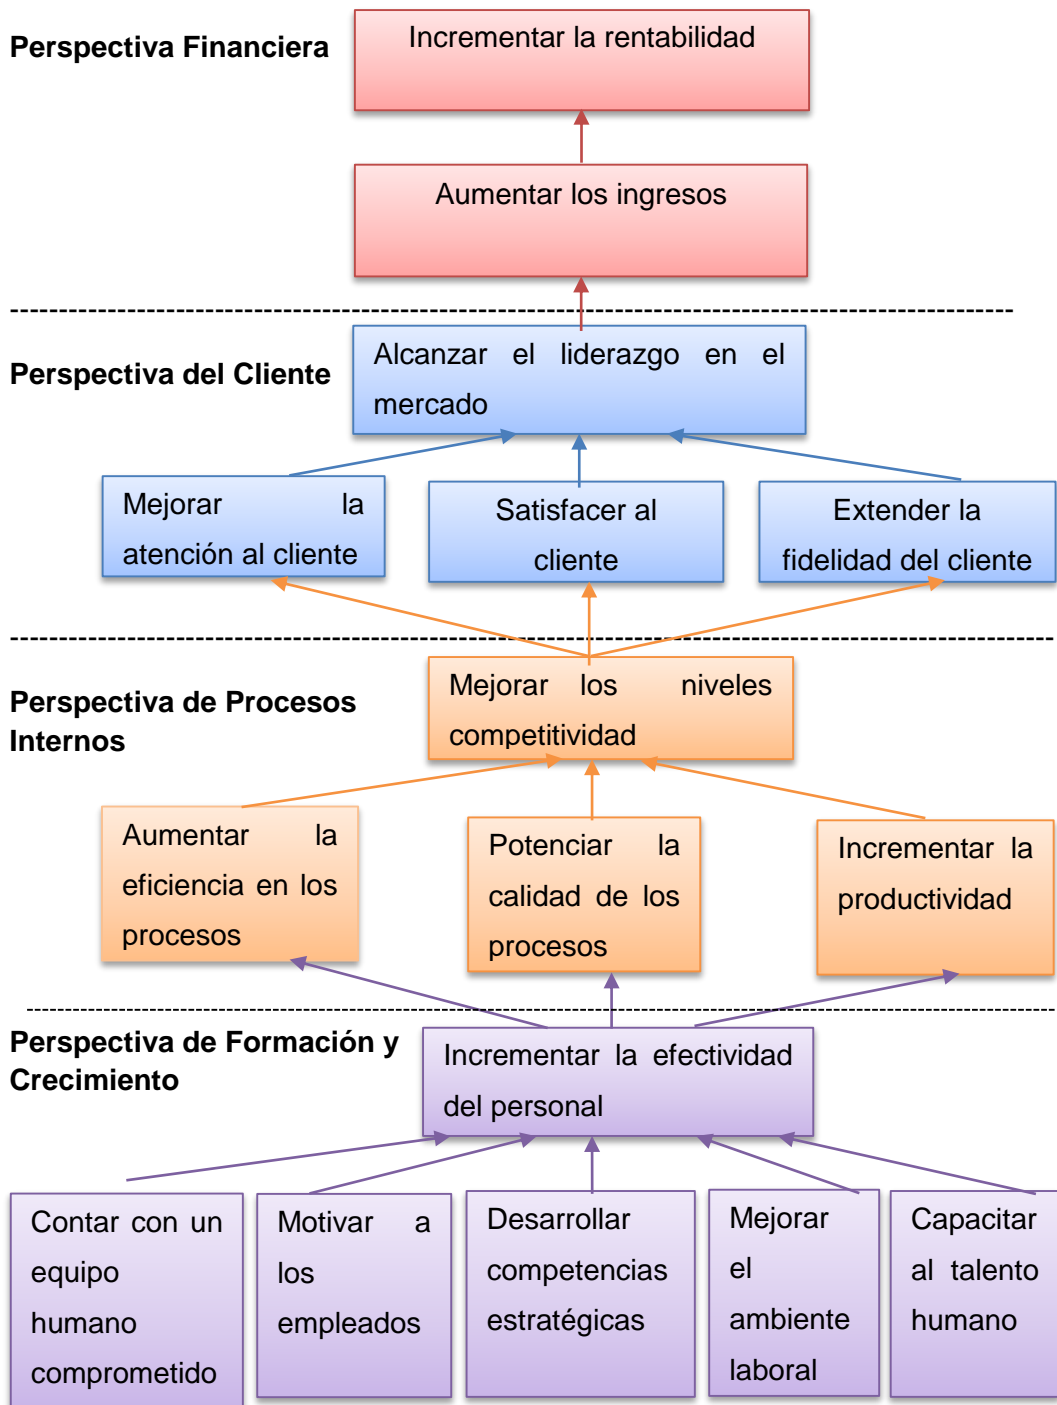 Perspectiva Financiera
Incrementar la rentabilidad
Aumentar los ingresos
Perspectiva del Cliente
Alcanzar el liderazgo en el
mercado
Mejorar la
atención al cliente
Satisfacer al
cliente
Extender la
fidelidad del cliente
Perspectiva de Procesos
Internos
Mejorar los niveles
competitividad
Aumentar la
eficiencia en los
procesos
Potenciar la
calidad de los
procesos
Incrementar la
productividad
Perspectiva de Formación y
Crecimiento
Incrementar la efectividad
del personal
Contar con un
equipo
humano
comprometido
Motivar a
los
empleados
Desarrollar
competencias
estratégicas
Mejorar
el
ambiente
laboral
Capacitar
al talento
humano